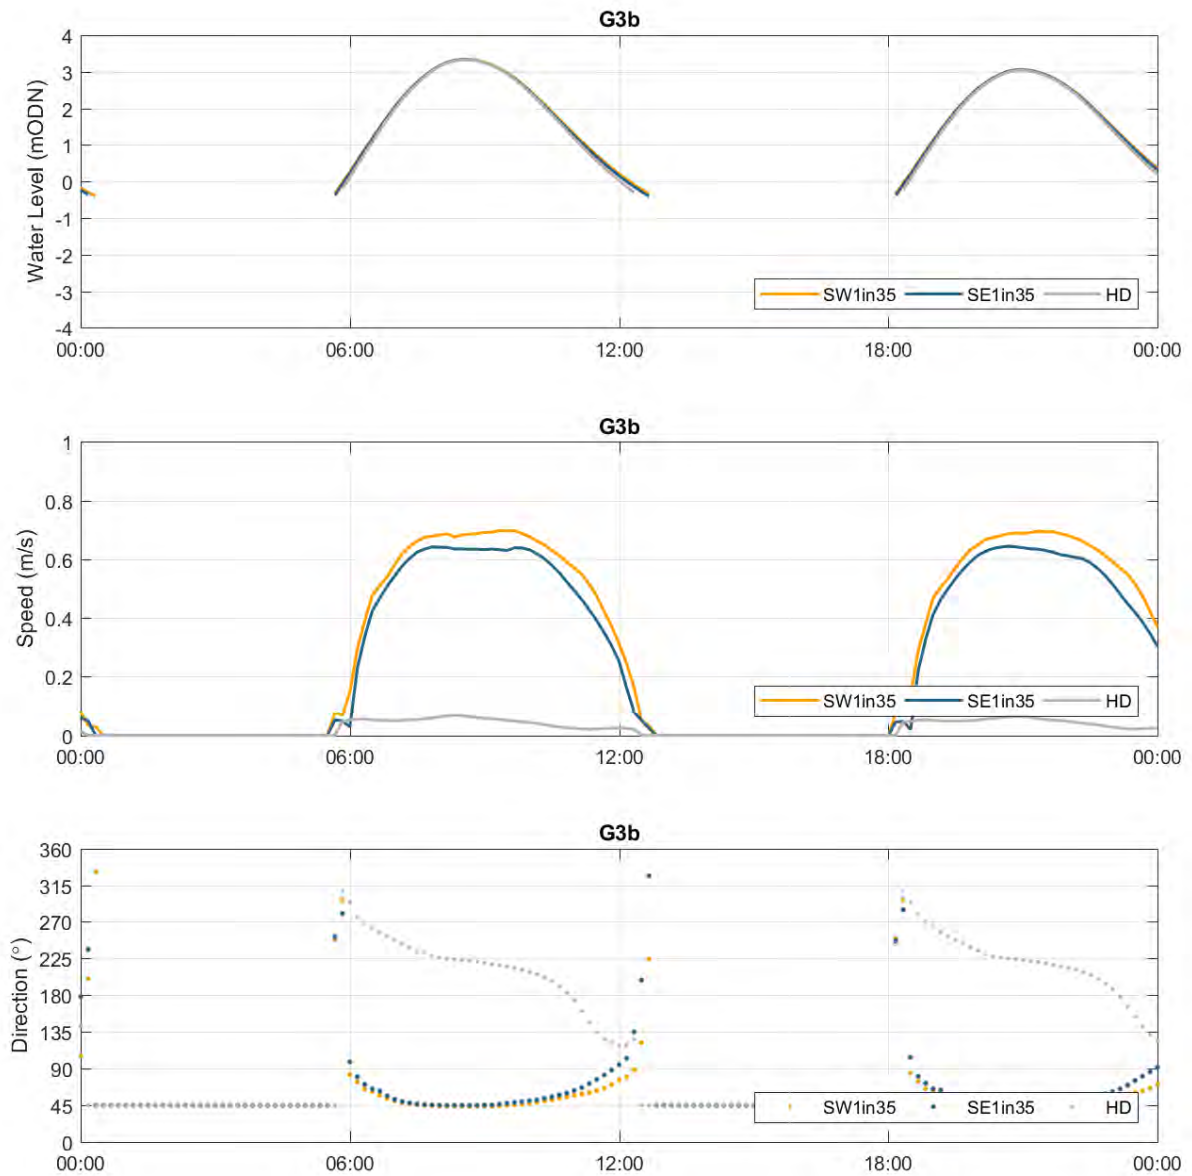 G3b
Water Level (mODN)
4
3
2
1
0
-1
-2
-3
-4
SW1in35 SE1in35 HD
00:00 06:00 12:00 18:00 00:00
G3b
Speed (m/s)
1
0.8
0.6
0.4
0.2
0
SW1in35 SE1in35 HD
00:00 06:00 12:00 18:00 00:00
G3b
Direction (°)
360
315
270
225
180
135
90
45
0
SW1in35 SE1in35 HD
00:00 06:00 12:00 18:00 00:00